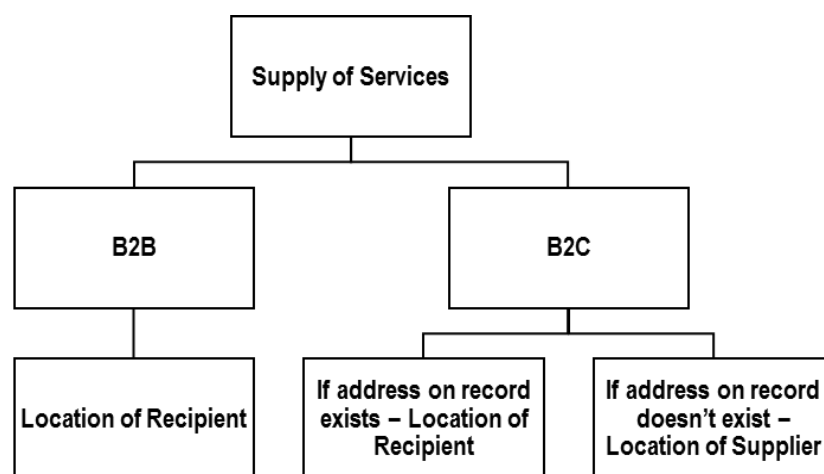 Supply of Services
B2B
B2C
Location of Recipient
If address on record
exists – Location of
Recipient
If address on record
doesn't exist –
Location of Supplier